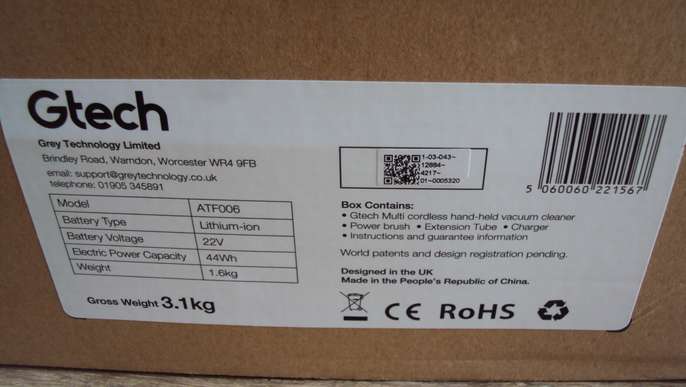 Gtech
Grey Technology Limited
Brindley Road, Warndon, Worcester WR4 9FB
email: support@greytechnology.co.uk
telephone: 01905 345891
Model ATF006
Battery Type Lithium-ion
Battery Voltage 22V
Electric Power Capacity 44Wh
Weight 1.6kg
Gross Weight 3.1kg
1-03-043~
12884~
4217~
01~0005320
5 060060 221567
Box Contains:
• Gtech Multi cordless hand-held vacuum cleaner
• Power brush • Extension Tube • Charger
• Instructions and guarantee information
World patents and design registration pending.
Designed in the UK
Made in the People's Republic of China.
CE RoHS